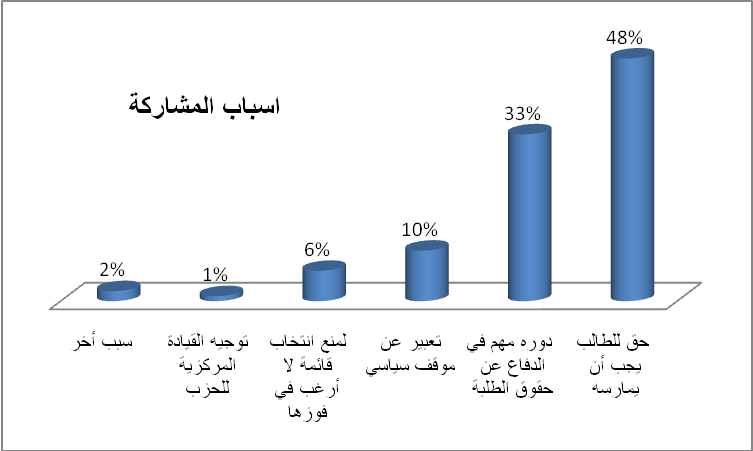 اسباب المشاركة
48%
33%
10%
6%
1%
2%
حق للطالب
يجب أن
يمارسه
دوره مهم في
الدفاع عن
حقوق الطلبة
تعبير عن
موقف سياسي
لمنع انتخاب
قائمة لا
أرغب في
فوزها
توجيه القيادة
المركزية
للحزب
سبب أخر